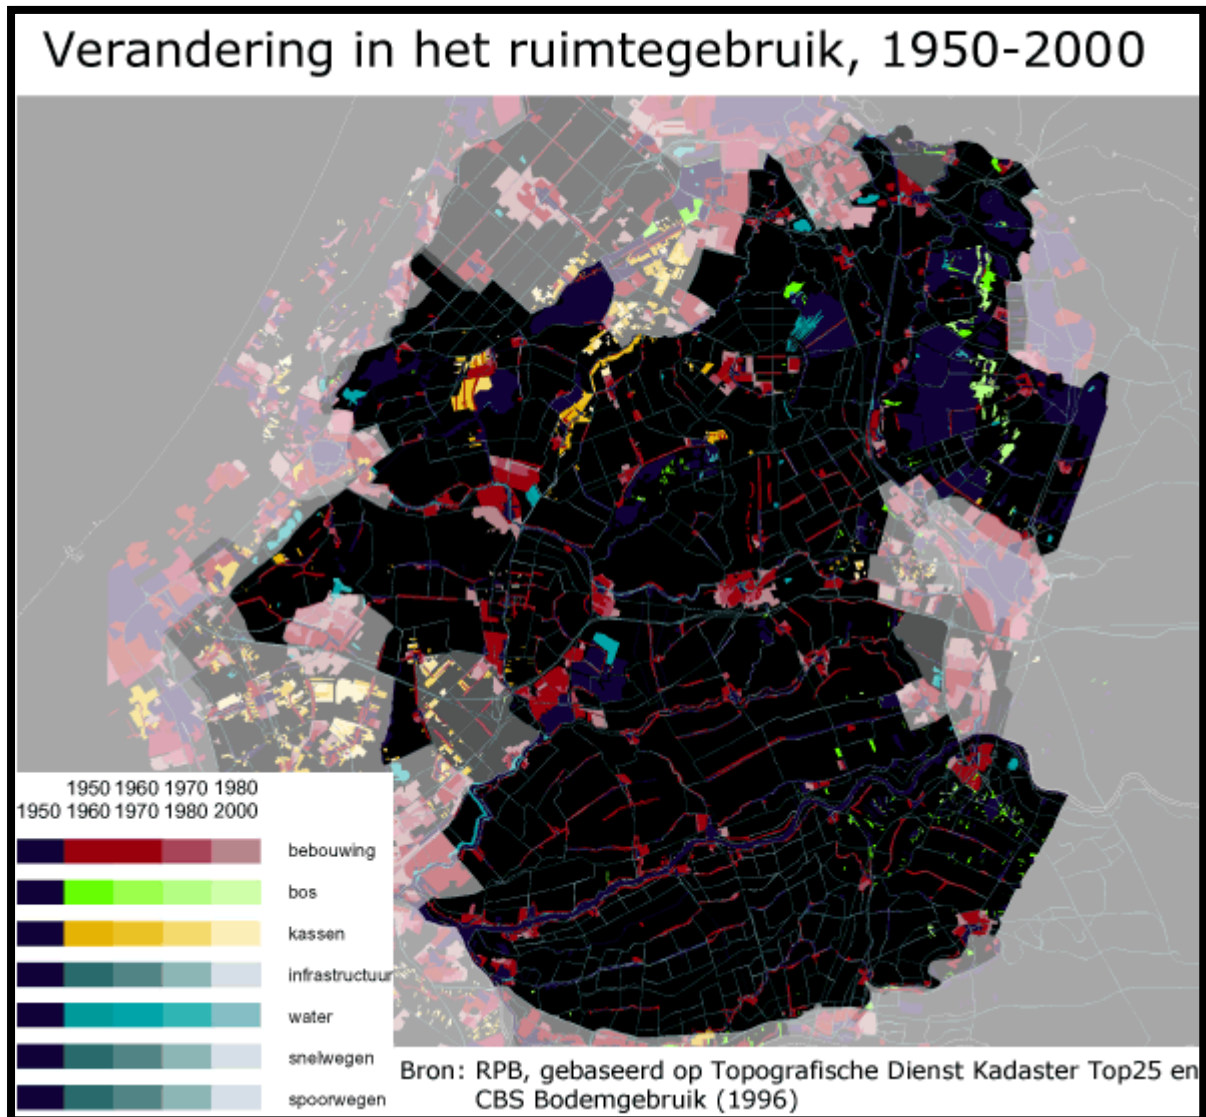 Verandering in het ruimtegebruik, 1950-2000
1950 1960 1970 1980
1950 1960 1970 1980 2000
bebouwing
bos
kassen
infrastructuur
water
snelwegen
spoorwegen
Bron: RPB, gebaseerd op Topografische Dienst Kadaster Top25 en
CBS Bodemgebruik (1996)